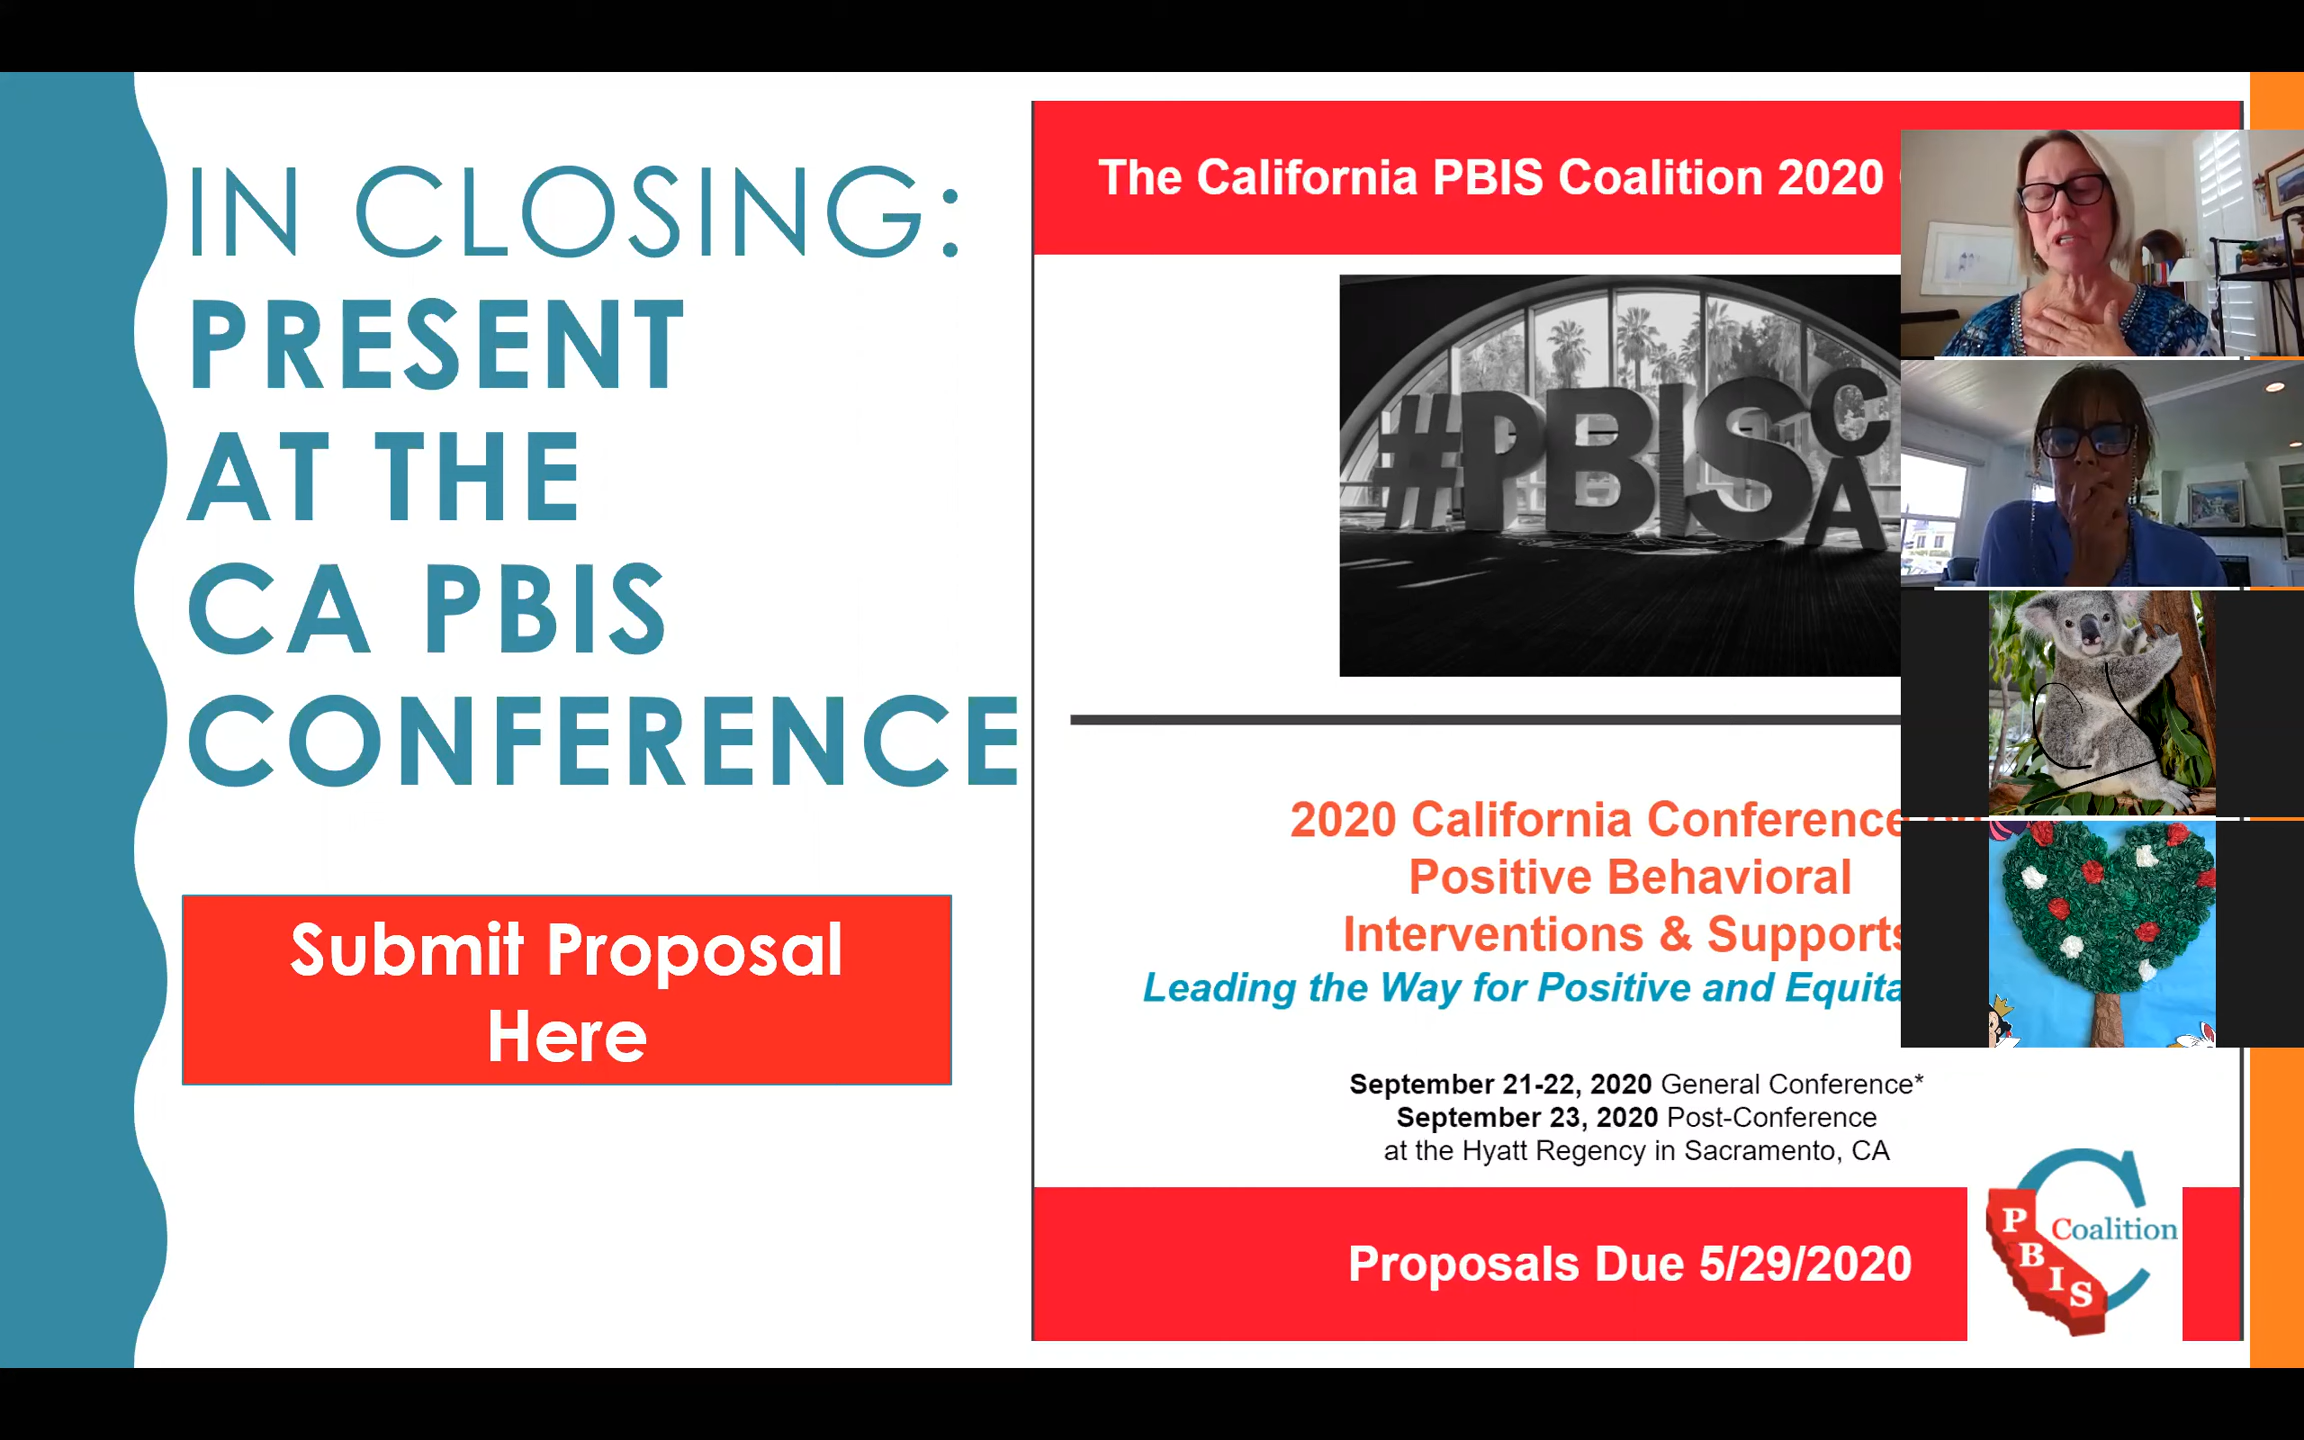 IN CLOSING:
PRESENT
AT THE
CA PBIS
CONFERENCE
Submit Proposal
Here
The California PBIS Coalition 2020
#PBIS
CA
2020 California Conference
Positive Behavioral
Interventions & Supports
Leading the Way for Positive and
September 21-22, 2020 General Conference*
September 23, 2020 Post-Conference
at the Hyatt Regency in Sacramento, CA
Proposals Due 5/29/2020
PBIS
Coalition